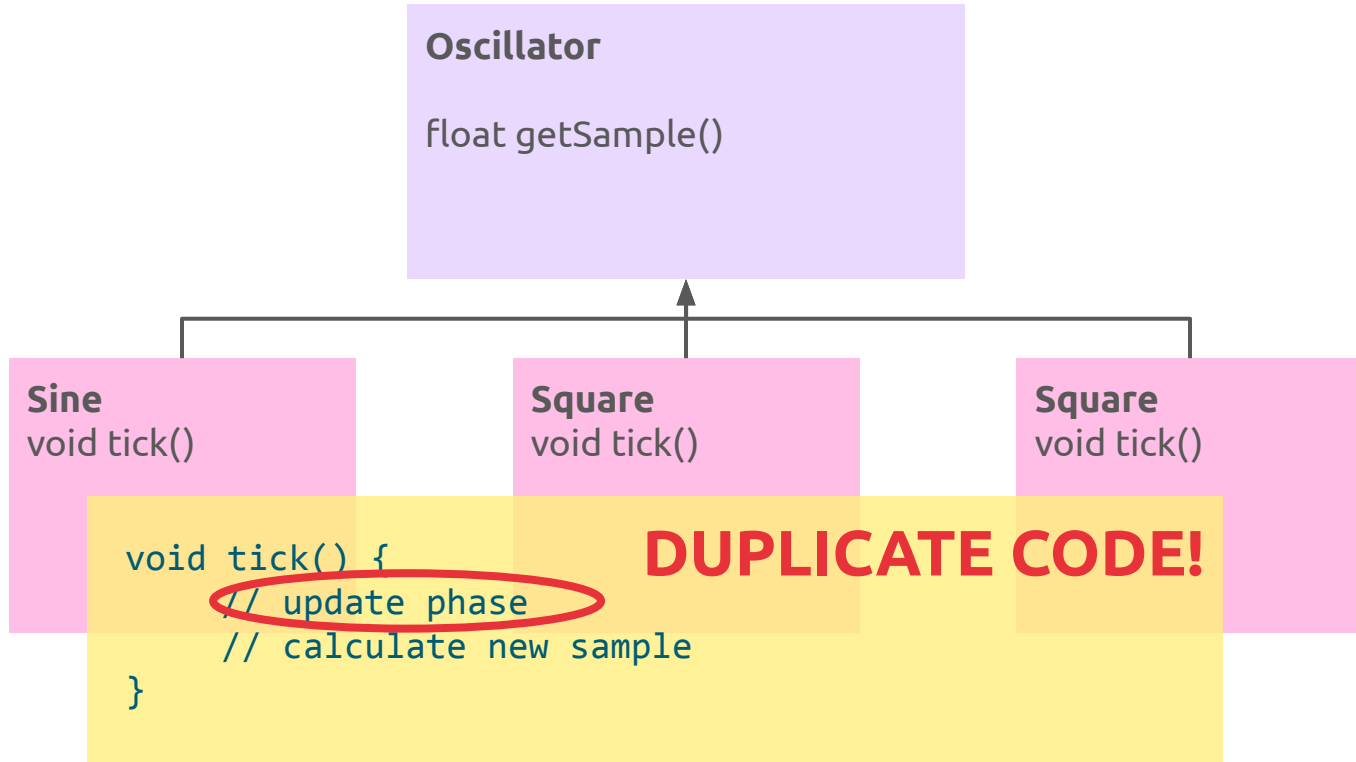 Oscillator
float getSample()
Sine
void tick()
Square
void tick()
Square
void tick()
DUPLICATE CODE!
void tick() {
// update phase
// calculate new sample
}